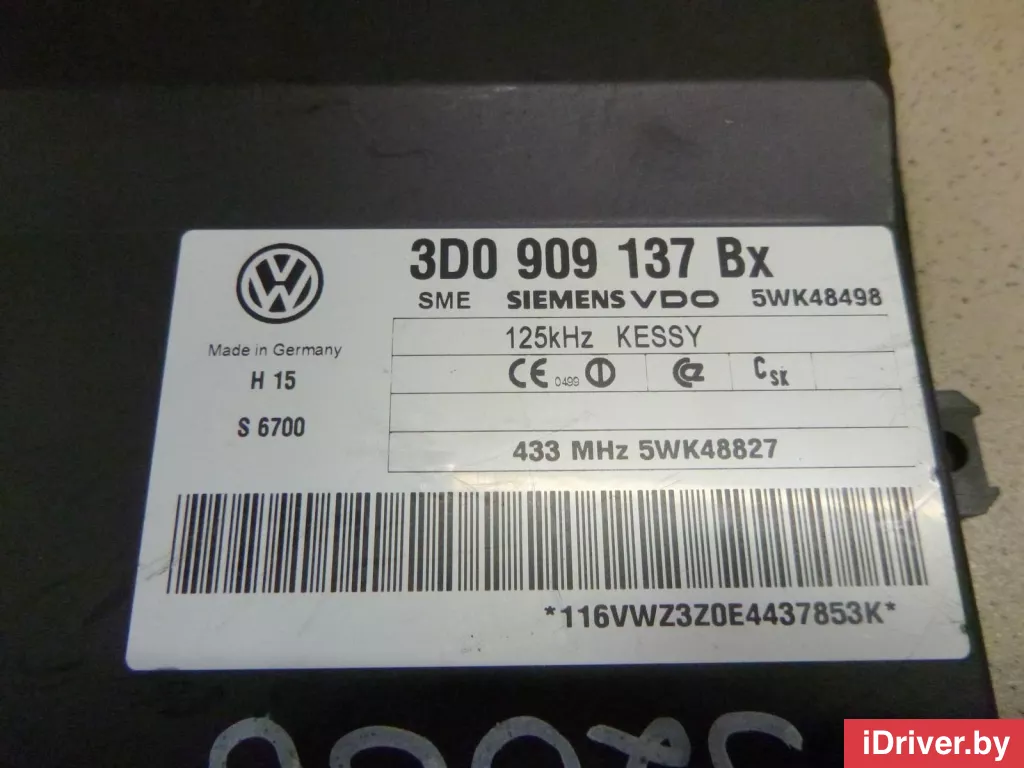 3D0 909 137 Bx
SME SIEMENS VDO 5WK48498
125kHz KESSY
Made in Germany
H 15
CE 0499
CSK
S 6700
433 MHz 5WK48827
*116VWZ3Z0E4437853K*
iDriver.by